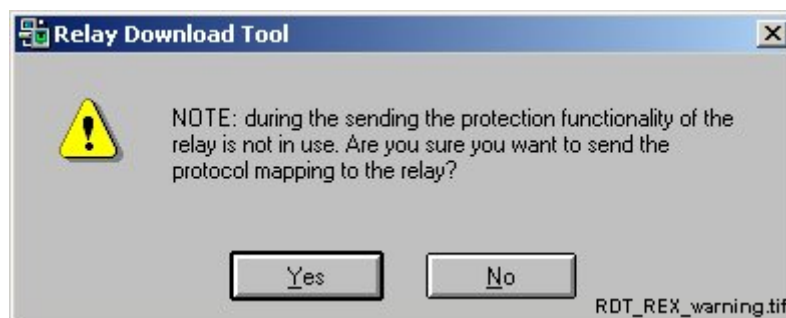 Relay Download Tool
NOTE: during the sending the protection functionality of the
relay is not in use. Are you sure you want to send the
protocol mapping to the relay?
Yes
No
RDT_REX_warning.tif